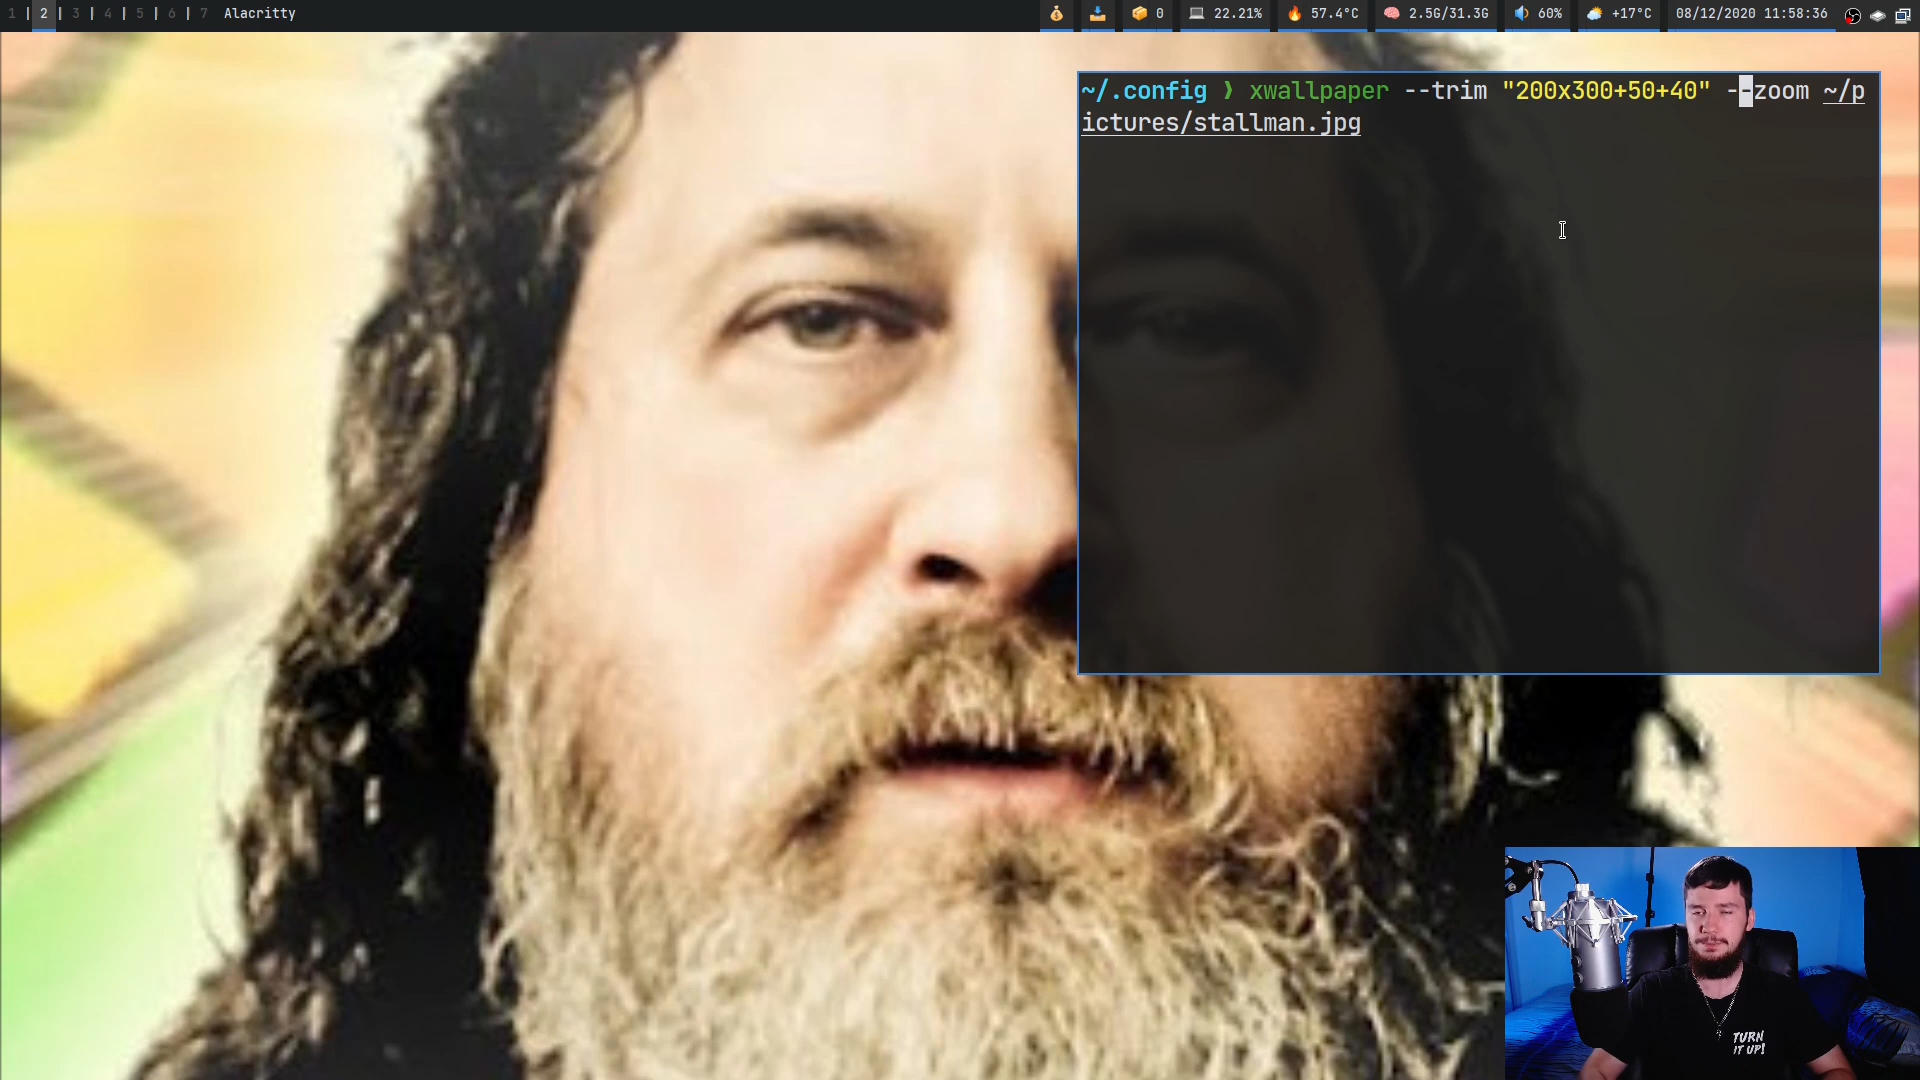 1 | 2 | 3 | 4 | 5 | 6 | 7 Alacritty 0 22.21% 57.4°C 2.5G/31.3G 60% +17°C 08/12/2020 11:58:36
~/.config ❯ xwallpaper --trim "200x300+50+40" --zoom ~/p
ictures/stallman.jpg
TURN
IT UP!